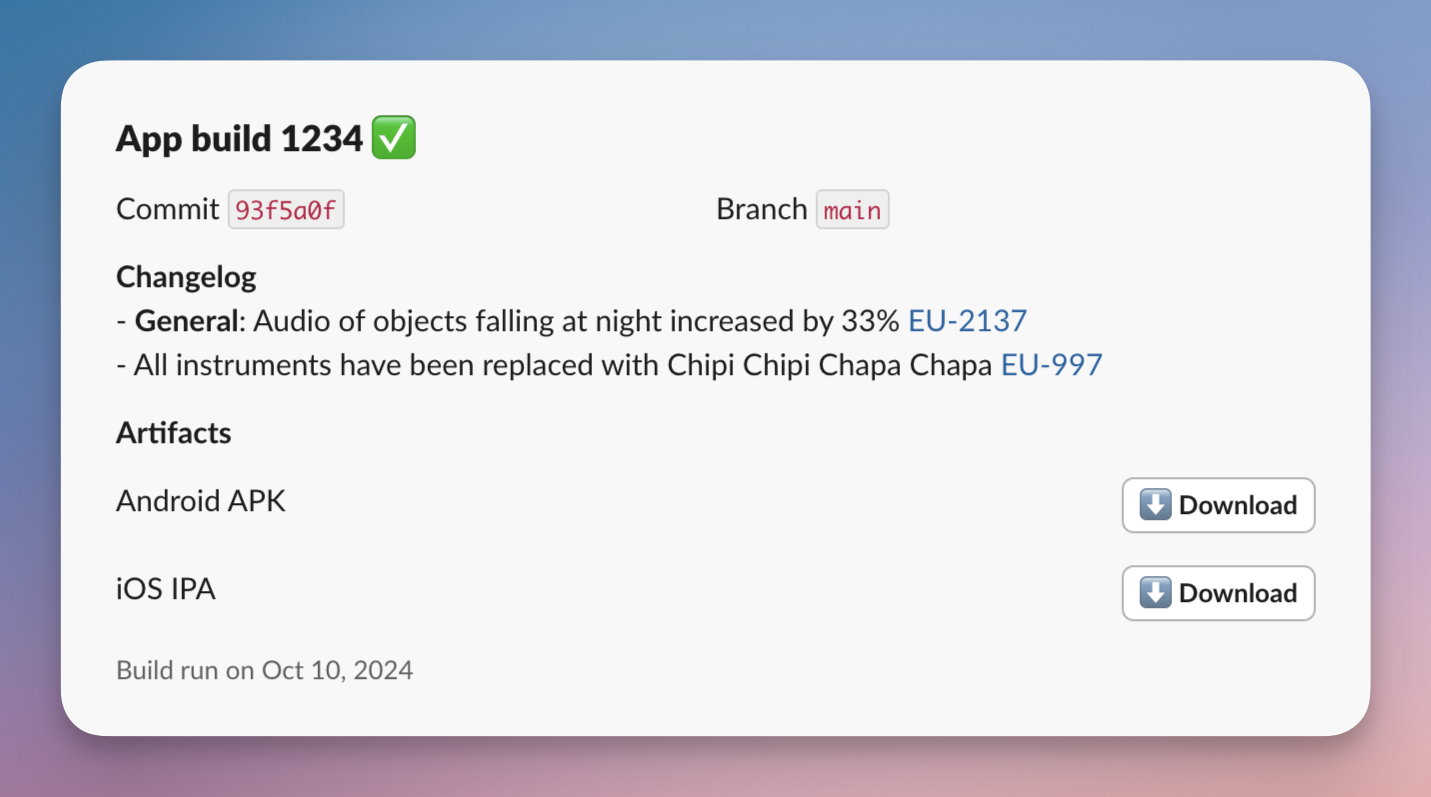 App build 1234 ✅
Commit 93f5a0f Branch main
Changelog
- General: Audio of objects falling at night increased by 33% EU-2137
- All instruments have been replaced with Chipi Chipi Chapa Chapa EU-997
Artifacts
Android APK ⬇️ Download
iOS IPA ⬇️ Download
Build run on Oct 10, 2024